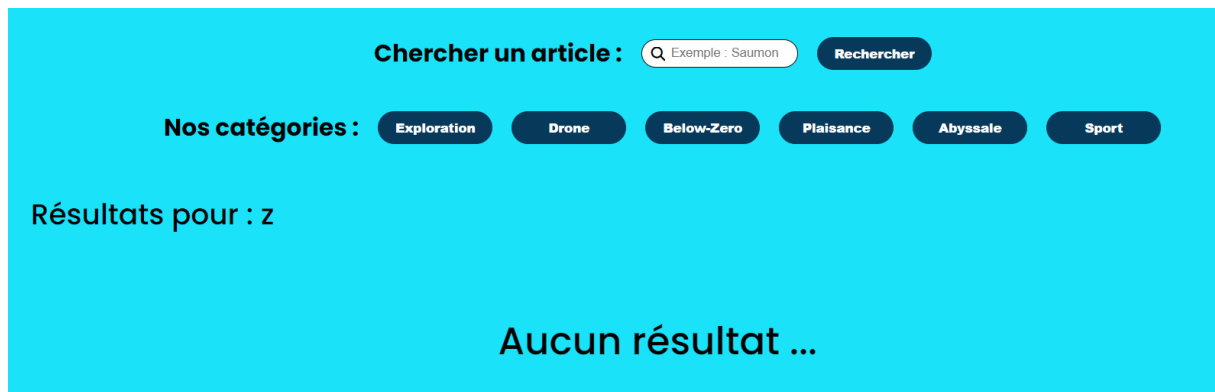 Chercher un article : Exemple : Saumon Rechercher
Nos catégories : Exploration Drone Below-Zero Plaisance Abyssale Sport
Résultats pour : z
Aucun résultat ...